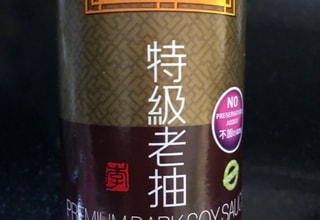 特級老抽
NO
PRESERVATIVES
ADDED
不加防腐劑
PREMIUM DARK SOY SAUCE